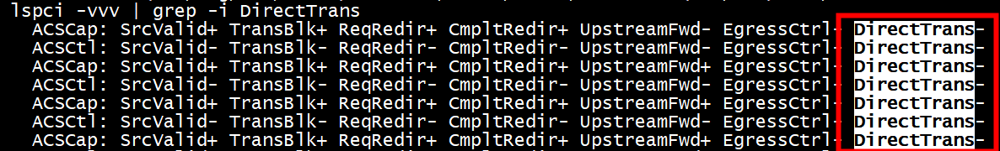 lspci -vvv | grep -i DirectTrans
ACSCap: SrcValid+ TransBlk+ ReqRedir+ CmpltRedir+ UpstreamFwd- EgressCtrl- DirectTrans-
ACSCtl: SrcValid- TransBlk- ReqRedir- CmpltRedir- UpstreamFwd- EgressCtrl- DirectTrans-
ACSCap: SrcValid+ TransBlk+ ReqRedir+ CmpltRedir+ UpstreamFwd+ EgressCtrl- DirectTrans-
ACSCtl: SrcValid- TransBlk- ReqRedir- CmpltRedir- UpstreamFwd- EgressCtrl- DirectTrans-
ACSCap: SrcValid+ TransBlk+ ReqRedir+ CmpltRedir+ UpstreamFwd+ EgressCtrl- DirectTrans-
ACSCtl: SrcValid- TransBlk- ReqRedir- CmpltRedir- UpstreamFwd- EgressCtrl- DirectTrans-
ACSCap: SrcValid+ TransBlk+ ReqRedir+ CmpltRedir+ UpstreamFwd+ EgressCtrl- DirectTrans-